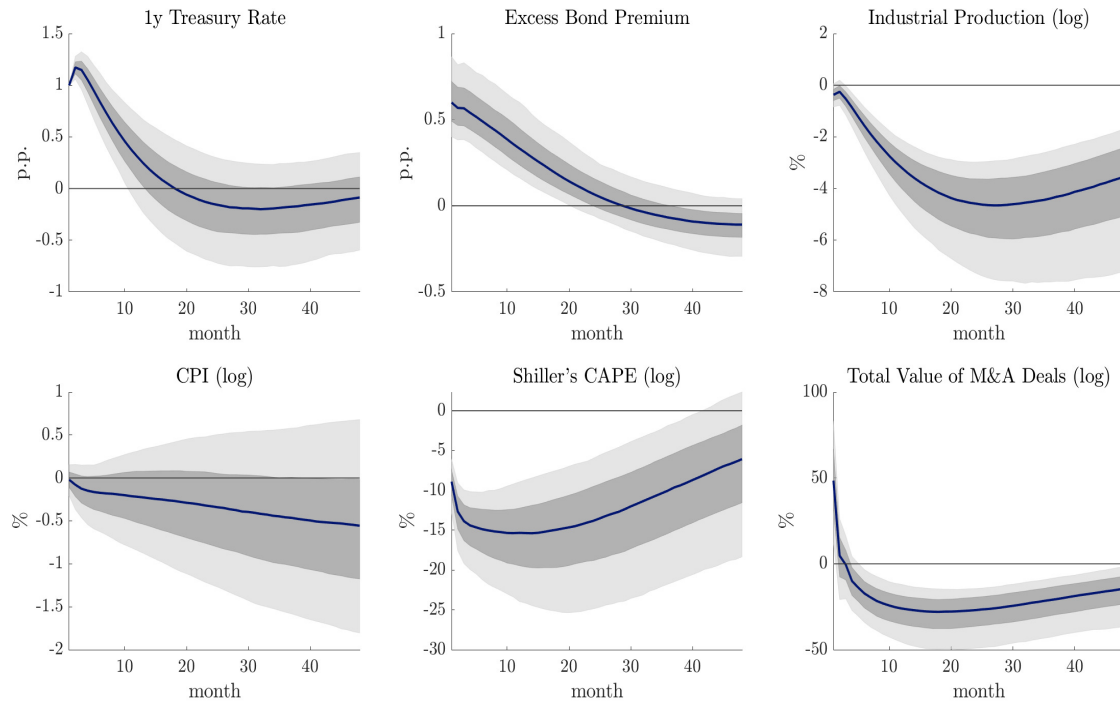 1y Treasury Rate
1.5
1
0.5
0
-0.5
-1
p.p.
10 20 30 40
month
Excess Bond Premium
1
0.5
0
-0.5
p.p.
10 20 30 40
month
Industrial Production (log)
2
0
-2
-4
-6
-8
%
10 20 30 40
month
CPI (log)
1
0.5
0
-0.5
-1
-1.5
-2
%
10 20 30 40
month
Shiller's CAPE (log)
0
-5
-10
-15
-20
-25
-30
%
10 20 30 40
month
Total Value of M&A Deals (log)
100
50
0
-50
%
10 20 30 40
month